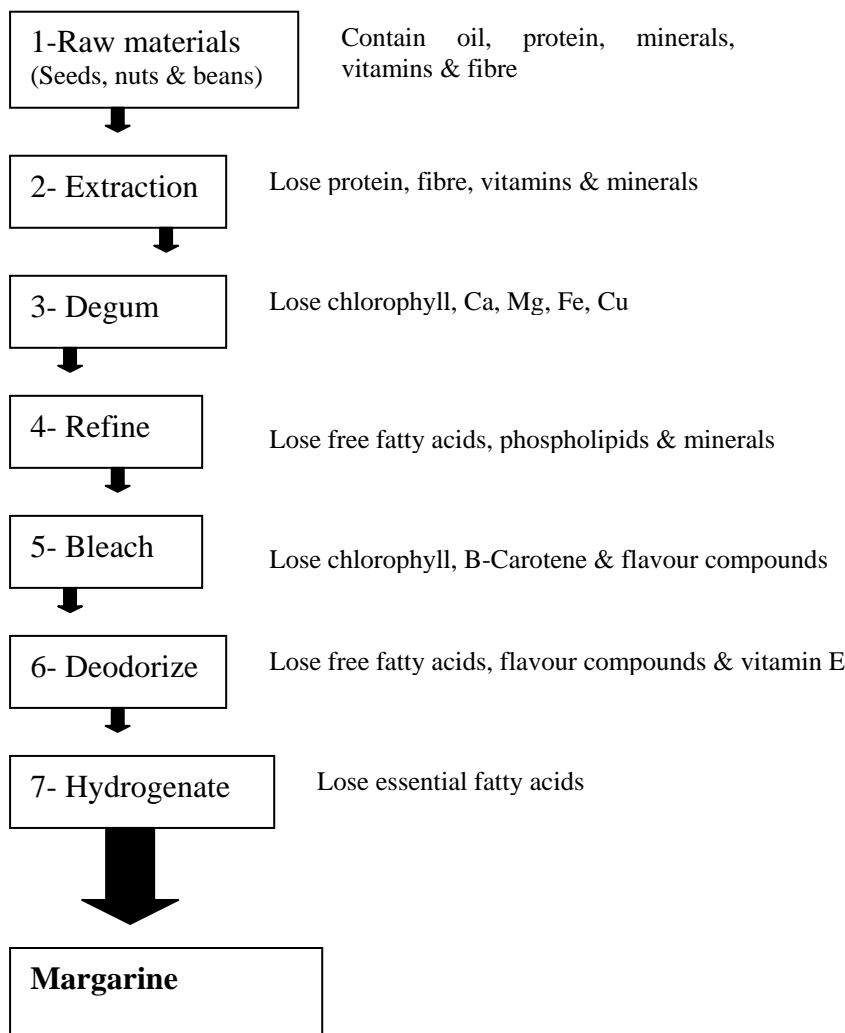 1-Raw materials
(Seeds, nuts & beans)
Contain oil, protein, minerals,
vitamins & fibre
2- Extraction
Lose protein, fibre, vitamins & minerals
3- Degum
Lose chlorophyll, Ca, Mg, Fe, Cu
4- Refine
Lose free fatty acids, phospholipids & minerals
5- Bleach
Lose chlorophyll, B-Carotene & flavour compounds
6- Deodorize
Lose free fatty acids, flavour compounds & vitamin E
7- Hydrogenate
Lose essential fatty acids
Margarine